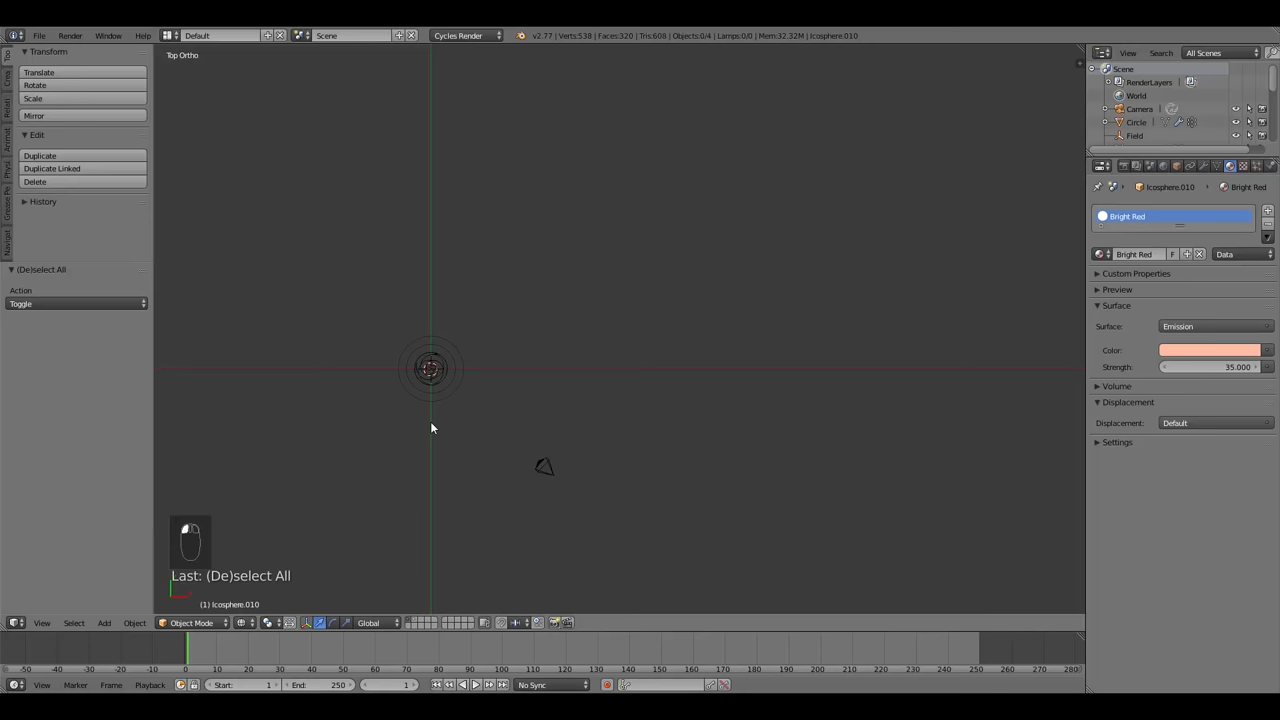 File Render Window Help Default Scene Cycles Render v2.77 | Verts:538 | Faces:320 | Tris:608 | Objects:0/4 | Lamps:0/0 | Mem:32.32M | Icosphere.010
Transform
Translate
Rotate
Scale
Mirror
Edit
Duplicate
Duplicate Linked
Delete
History
(De)select All
Action
Toggle
Top Ortho
Last: (De)select All
(1) Icosphere.010
View Select Add Object Object Mode Global
-50 -40 -30 -20 -10 0 10 20 30 40 50 60 70 80 90 100 110 120 130 140 150 160 170 180 190 200 210 220 230 240 250 260 270 280
View Marker Frame Playback Start: 1 End: 250 1 No Sync
View Search All Scenes
Scene
RenderLayers
World
Camera
Circle
Field
Icosphere.010 Bright Red
Bright Red
Bright Red F Data
Custom Properties
Preview
Surface
Surface: Emission
Color:
Strength: 35.000
Volume
Displacement
Displacement: Default
Settings